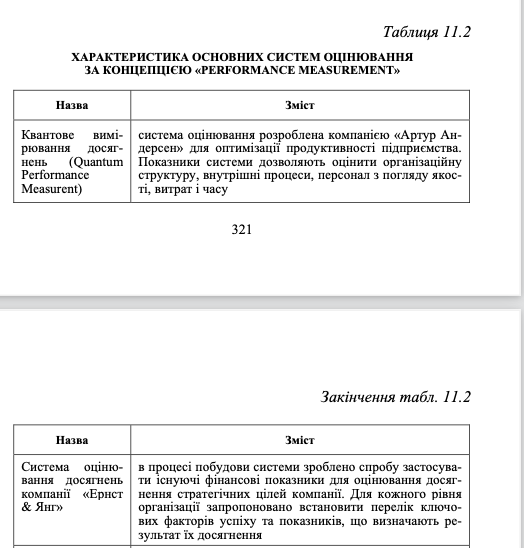 Таблиця 11.2
ХАРАКТЕРИСТИКА ОСНОВНИХ СИСТЕМ ОЦІНЮВАННЯ
ЗА КОНЦЕПЦІЄЮ «PERFORMANCE MEASUREMENT»
Назва
Зміст
Квантове вимі-
рювання досяг-
нень (Quantum
Performance
Measurent)
система оцінювання розроблена компанією «Артур Ан-
дерсен» для оптимізації продуктивності підприємства.
Показники системи дозволяють оцінити організаційну
структуру, внутрішні процеси, персонал з погляду якос-
ті, витрат і часу
321
Закінчення табл. 11.2
Назва
Зміст
Система оціню-
вання досягнень
компанії «Ернст
& Янг»
в процесі побудови системи зроблено спробу застосува-
ти існуючі фінансові показники для оцінювання досяг-
нення стратегічних цілей компанії. Для кожного рівня
організації запропоновано встановити перелік ключо-
вих факторів успіху та показників, що визначають ре-
зультат їх досягнення